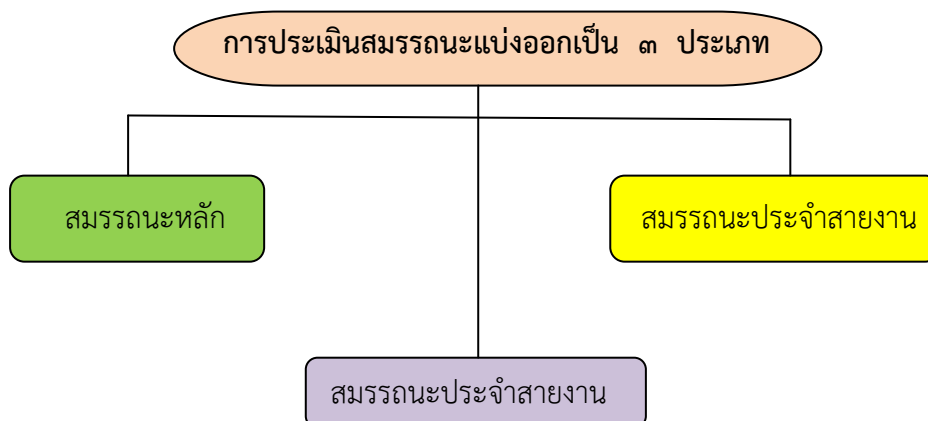 การประเมินสมรรถนะแบ่งออกเป็น ๓ ประเภท
สมรรถนะหลัก
สมรรถนะประจำสายงาน
สมรรถนะประจำสายงาน